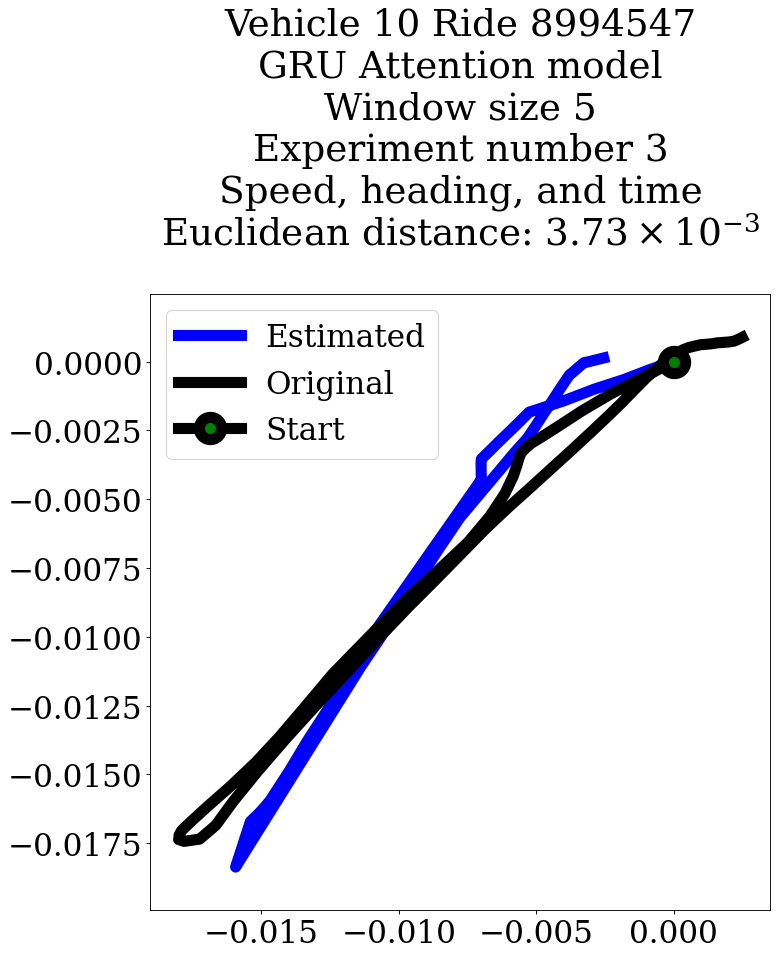 Vehicle 10 Ride 8994547
GRU Attention model
Window size 5
Experiment number 3
Speed, heading, and time
Euclidean distance: 3.73 × 10⁻³
Estimated
Original
Start
0.0000
−0.0025
−0.0050
−0.0075
−0.0100
−0.0125
−0.0150
−0.0175
−0.015 −0.010 −0.005 0.000